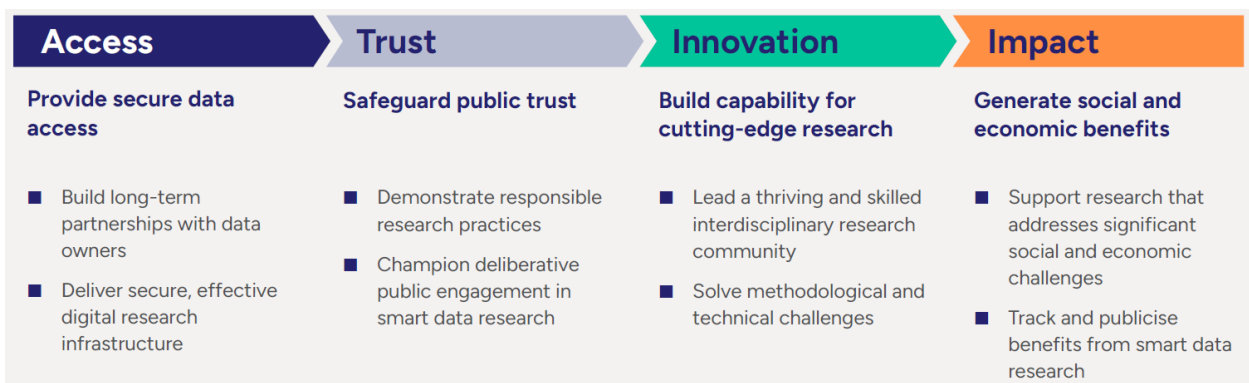 Access
Trust
Innovation
Impact
Provide secure data
access
Build long-term
partnerships with data
owners
Deliver secure, effective
digital research
infrastructure
Safeguard public trust
Demonstrate responsible
research practices
Champion deliberative
public engagement in
smart data research
Build capability for
cutting-edge research
Lead a thriving and skilled
interdisciplinary research
community
Solve methodological and
technical challenges
Generate social and
economic benefits
Support research that
addresses significant
social and economic
challenges
Track and publicise
benefits from smart data
research